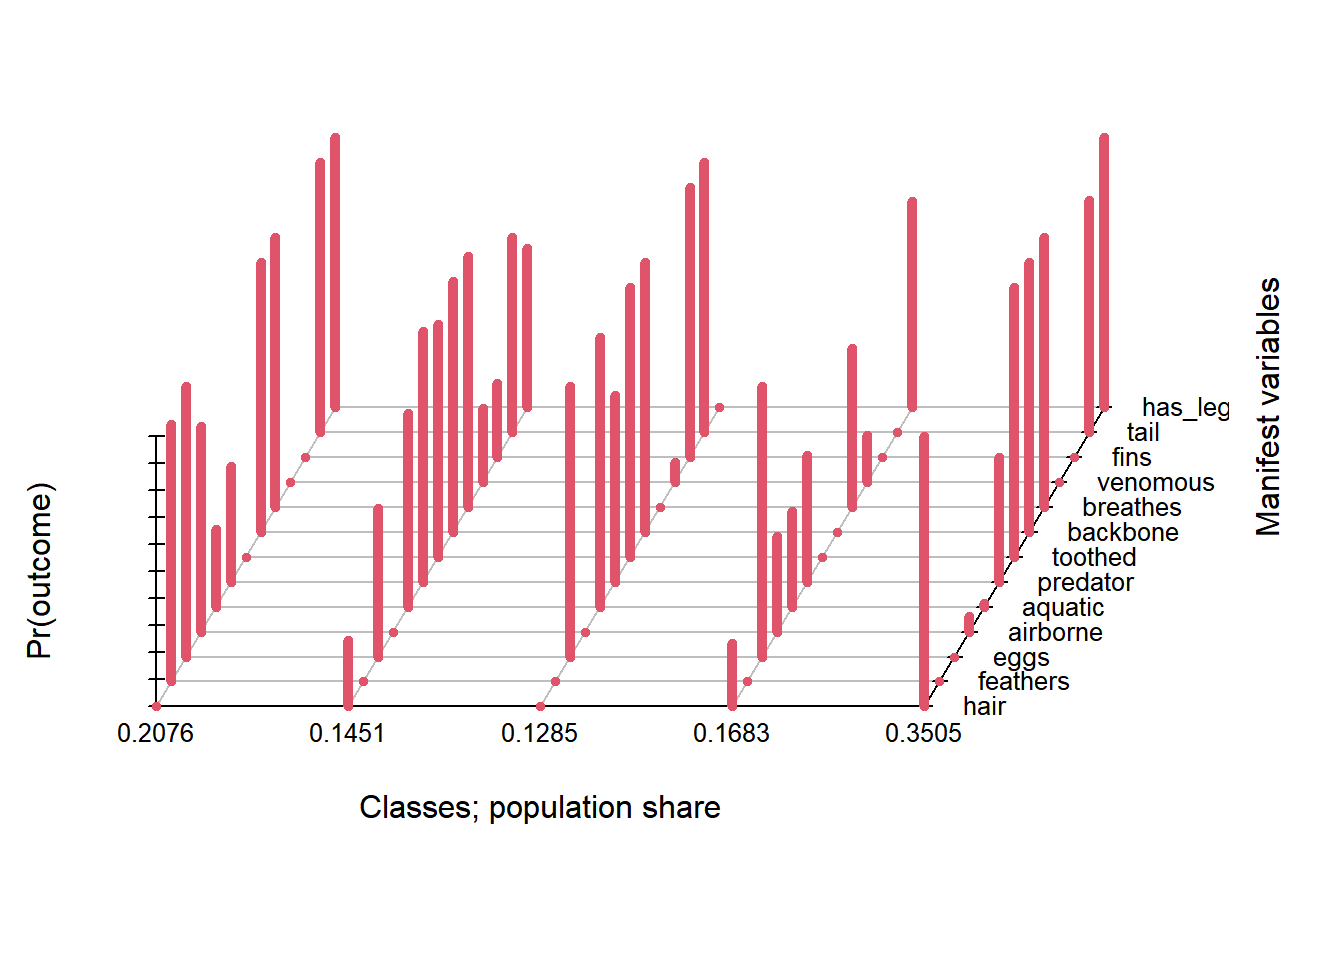 has_leg
tail
fins
venomous
breathes
backbone
toothed
predator
aquatic
airborne
eggs
feathers
hair
Manifest variables
Pr(outcome)
0.2076 0.1451 0.1285 0.1683 0.3505
Classes; population share